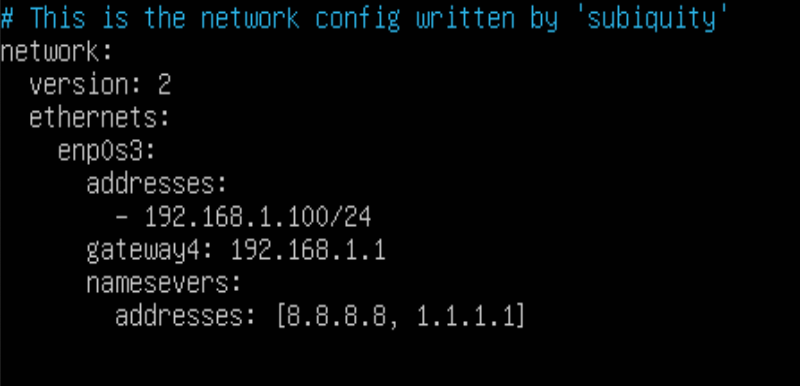 # This is the network config written by 'subiquity'
network:
  version: 2
  ethernets:
    enp0s3:
      addresses:
        - 192.168.1.100/24
      gateway4: 192.168.1.1
      namesevers:
        addresses: [8.8.8.8, 1.1.1.1]